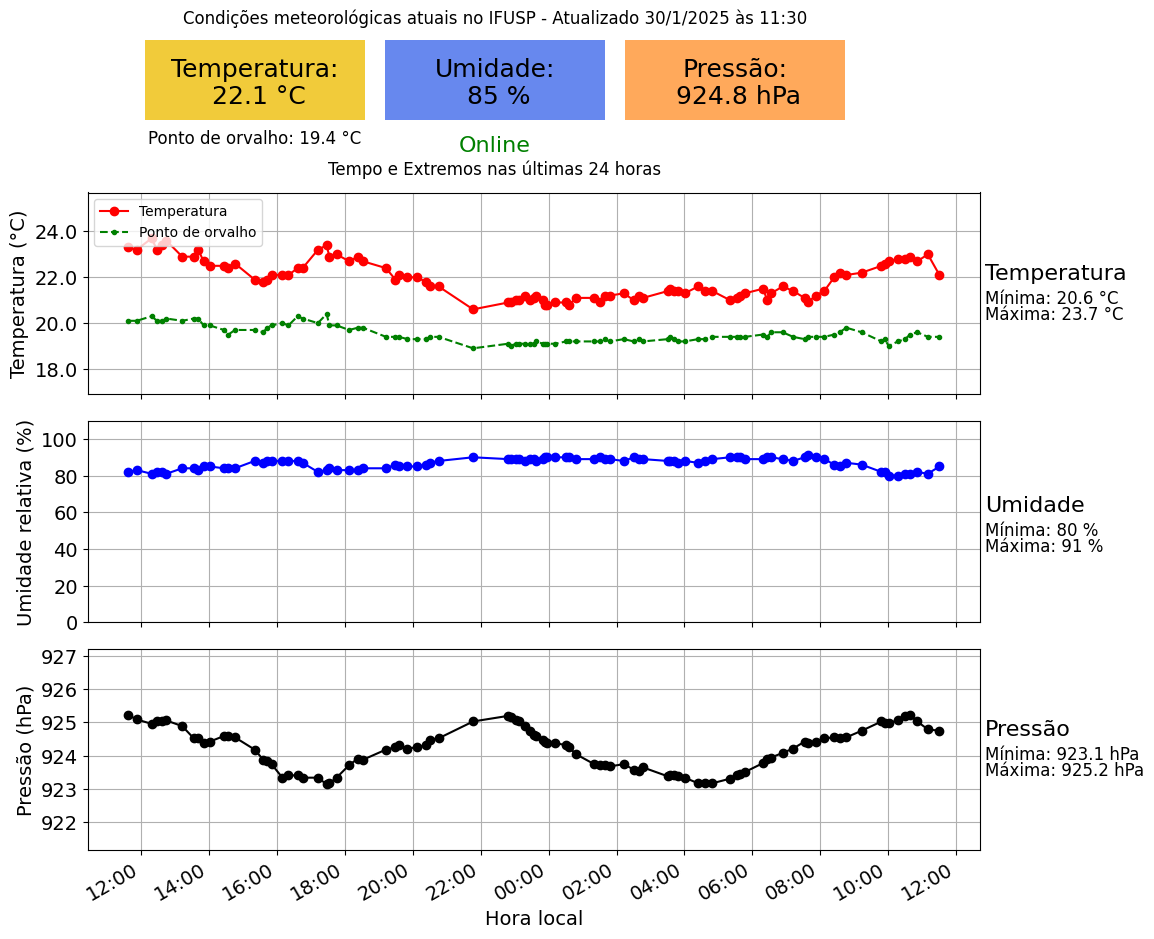 Condições meteorológicas atuais no IFUSP - Atualizado 30/1/2025 às 11:30
Temperatura:
22.1 °C
Umidade:
85 %
Pressão:
924.8 hPa
Ponto de orvalho: 19.4 °C
Online
Tempo e Extremos nas últimas 24 horas
Temperatura (°C)
24.0
22.0
20.0
18.0
Temperatura
Ponto de orvalho
Temperatura
Mínima: 20.6 °C
Máxima: 23.7 °C
Umidade relativa (%)
100
80
60
40
20
0
Umidade
Mínima: 80 %
Máxima: 91 %
Pressão (hPa)
927
926
925
924
923
922
Pressão
Mínima: 923.1 hPa
Máxima: 925.2 hPa
12:00 14:00 16:00 18:00 20:00 22:00 00:00 02:00 04:00 06:00 08:00 10:00 12:00
Hora local